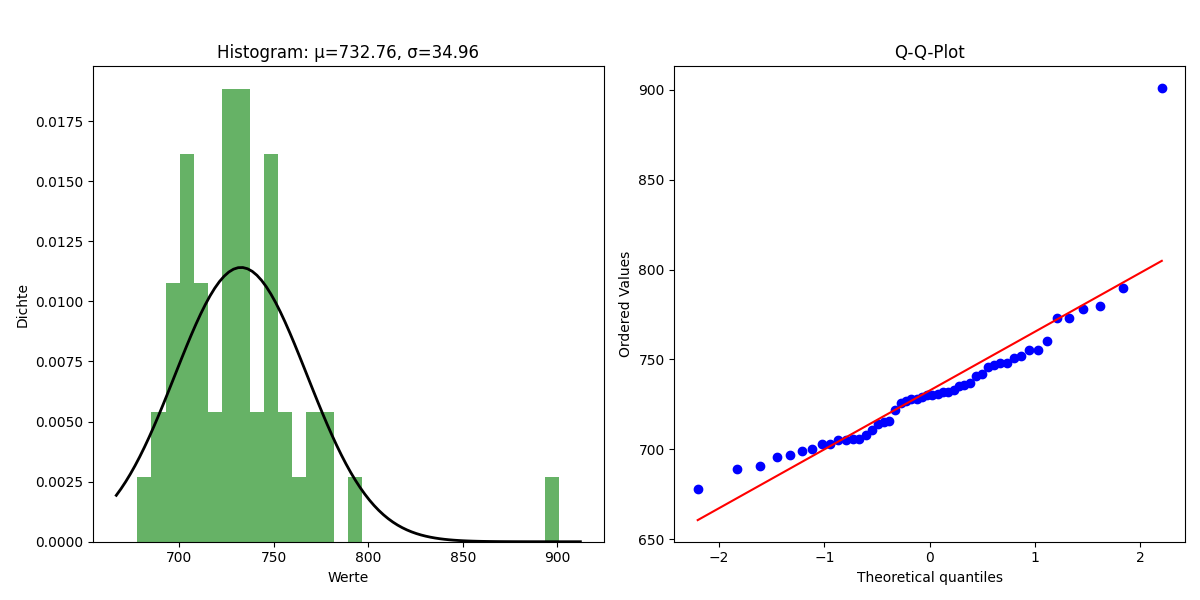 Histogram: μ=732.76, σ=34.96
0.0175
0.0150
0.0125
0.0100
0.0075
0.0050
0.0025
0.0000
Dichte
700 750 800 850 900
Werte
Q-Q-Plot
900
850
800
750
700
650
Ordered Values
−2 −1 0 1 2
Theoretical quantiles